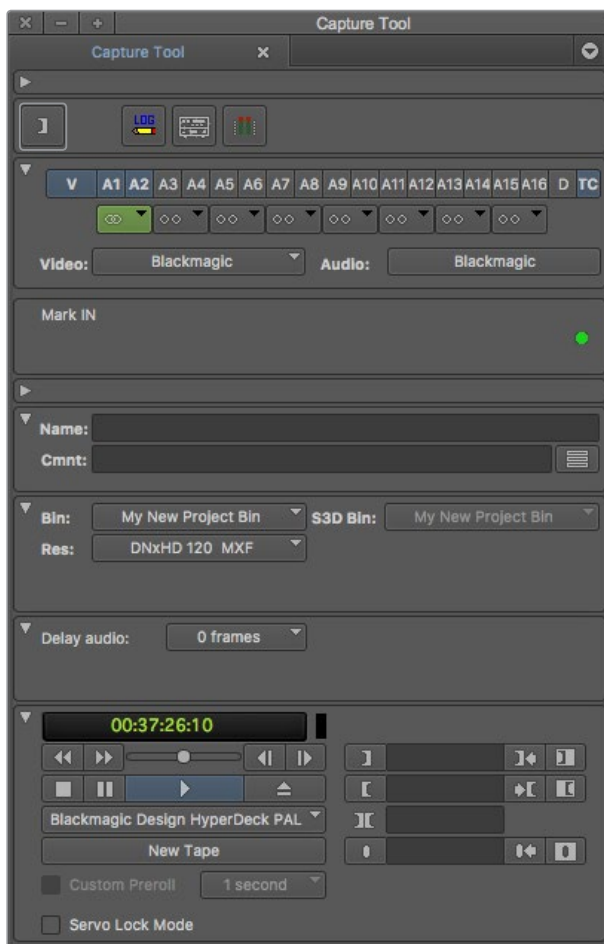 Capture Tool
Capture Tool
LOG
V A1 A2 A3 A4 A5 A6 A7 A8 A9 A10 A11 A12 A13 A14 A15 A16 D TC
Video: Blackmagic Audio: Blackmagic
Mark IN
Name:
Cmnt:
Bin: My New Project Bin S3D Bin: My New Project Bin
Res: DNxHD 120 MXF
Delay audio: 0 frames
00:37:26:10
Blackmagic Design HyperDeck PAL
New Tape
Custom Preroll 1 second
Servo Lock Mode